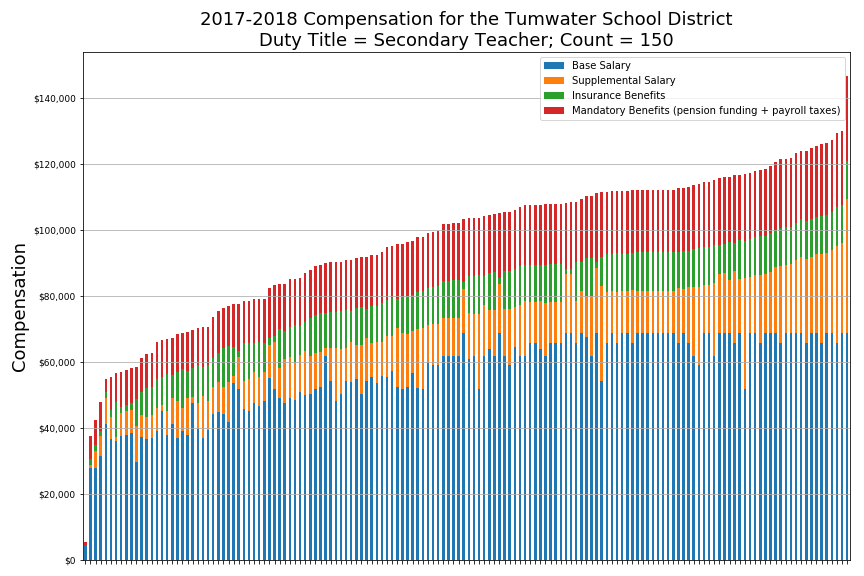 2017-2018 Compensation for the Tumwater School District
Duty Title = Secondary Teacher; Count = 150
Base Salary
Supplemental Salary
Insurance Benefits
Mandatory Benefits (pension funding + payroll taxes)
Compensation
$140,000
$120,000
$100,000
$80,000
$60,000
$40,000
$20,000
$0